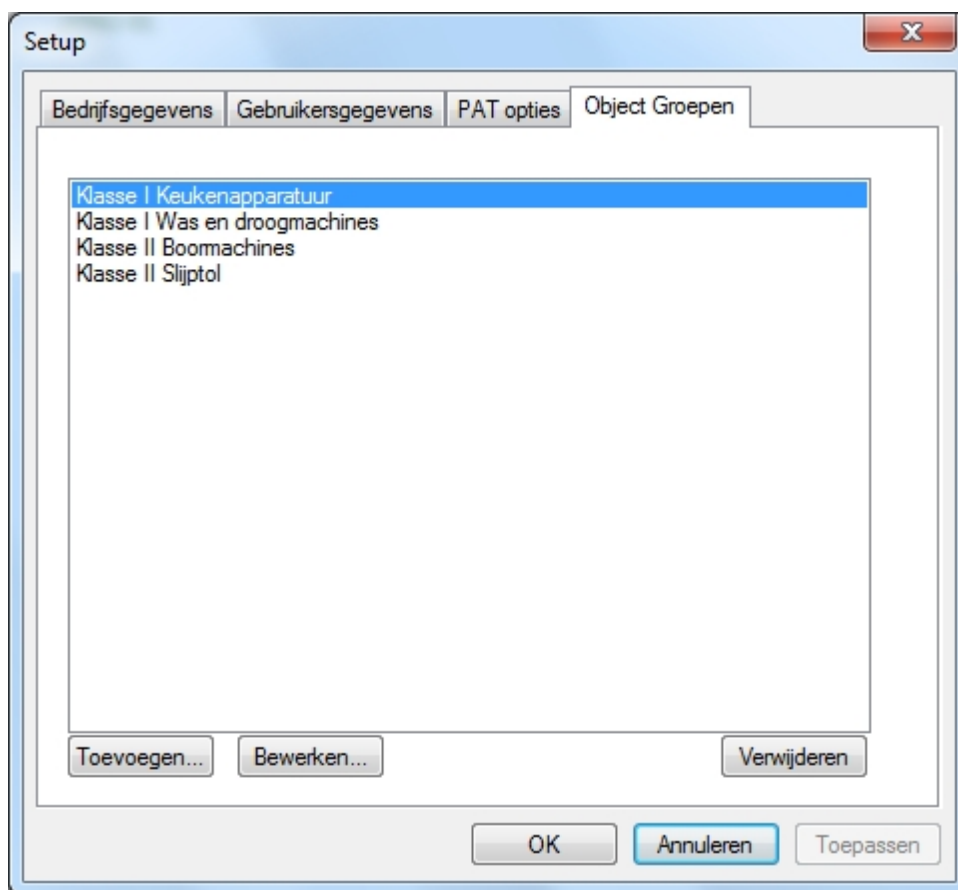 Setup
Bedrijfsgegevens Gebruikersgegevens PAT opties Object Groepen
Klasse I Keukenapparatuur
Klasse I Was en droogmachines
Klasse II Boormachines
Klasse II Slijptol
Toevoegen... Bewerken... Verwijderen
OK Annuleren Toepassen